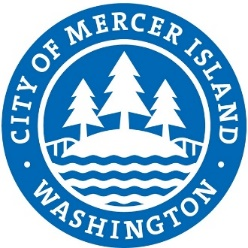 CITY OF MERCER ISLAND
· WASHINGTON ·